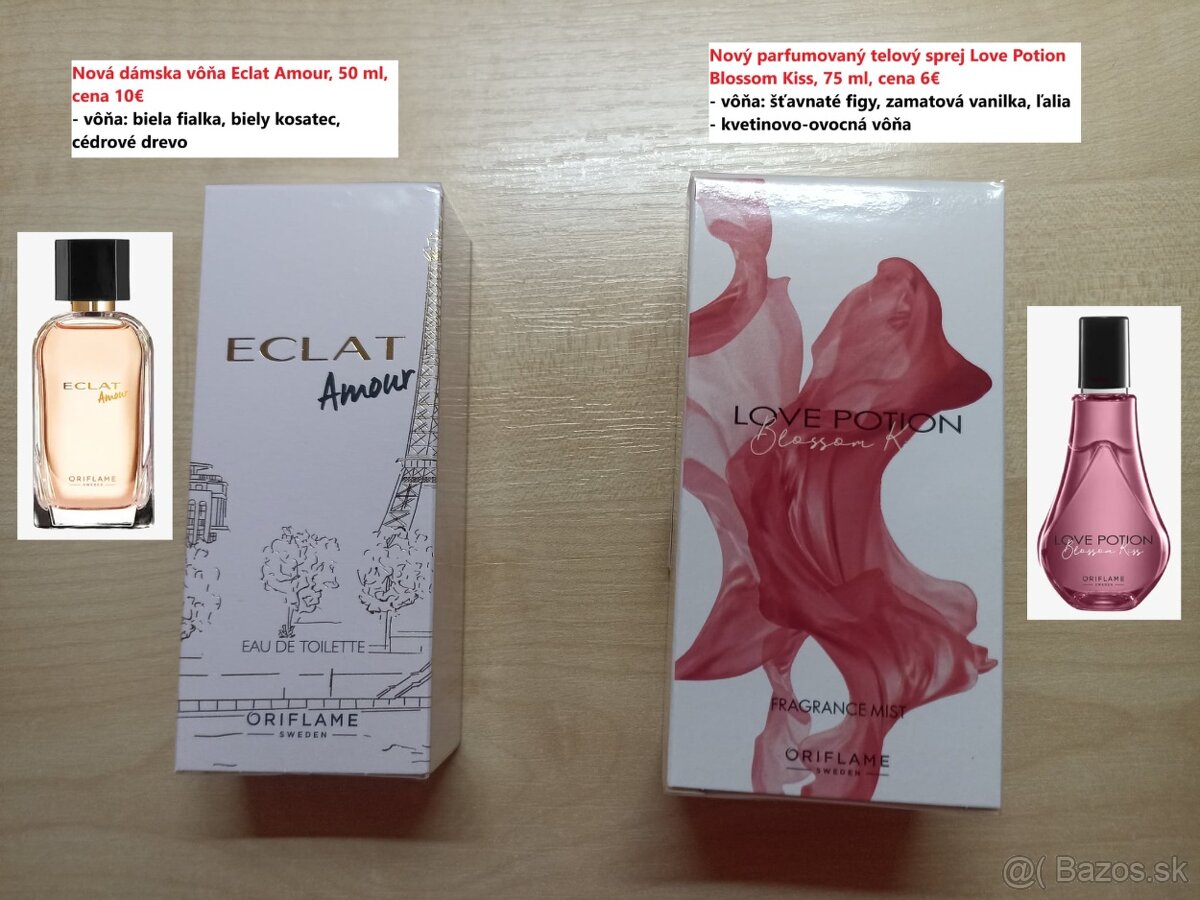 Nová dámska vôňa Eclat Amour, 50 ml,
cena 10€
- vôňa: biela fialka, biely kosatec,
cédrové drevo
Nový parfumovaný telový sprej Love Potion
Blossom Kiss, 75 ml, cena 6€
- vôňa: šťavnaté figy, zamatová vanilka, ľalia
- kvetinovo-ovocná vôňa
ECLAT
Amour
ORIFLAME
SWEDEN
ECLAT
Amour
EAU DE TOILETTE
ORIFLAME
SWEDEN
LOVE POTION
Blossom K
FRAGRANCE MIST
ORIFLAME
SWEDEN
LOVE POTION
Blossom Kiss
ORIFLAME
SWEDEN
@( Bazos.sk